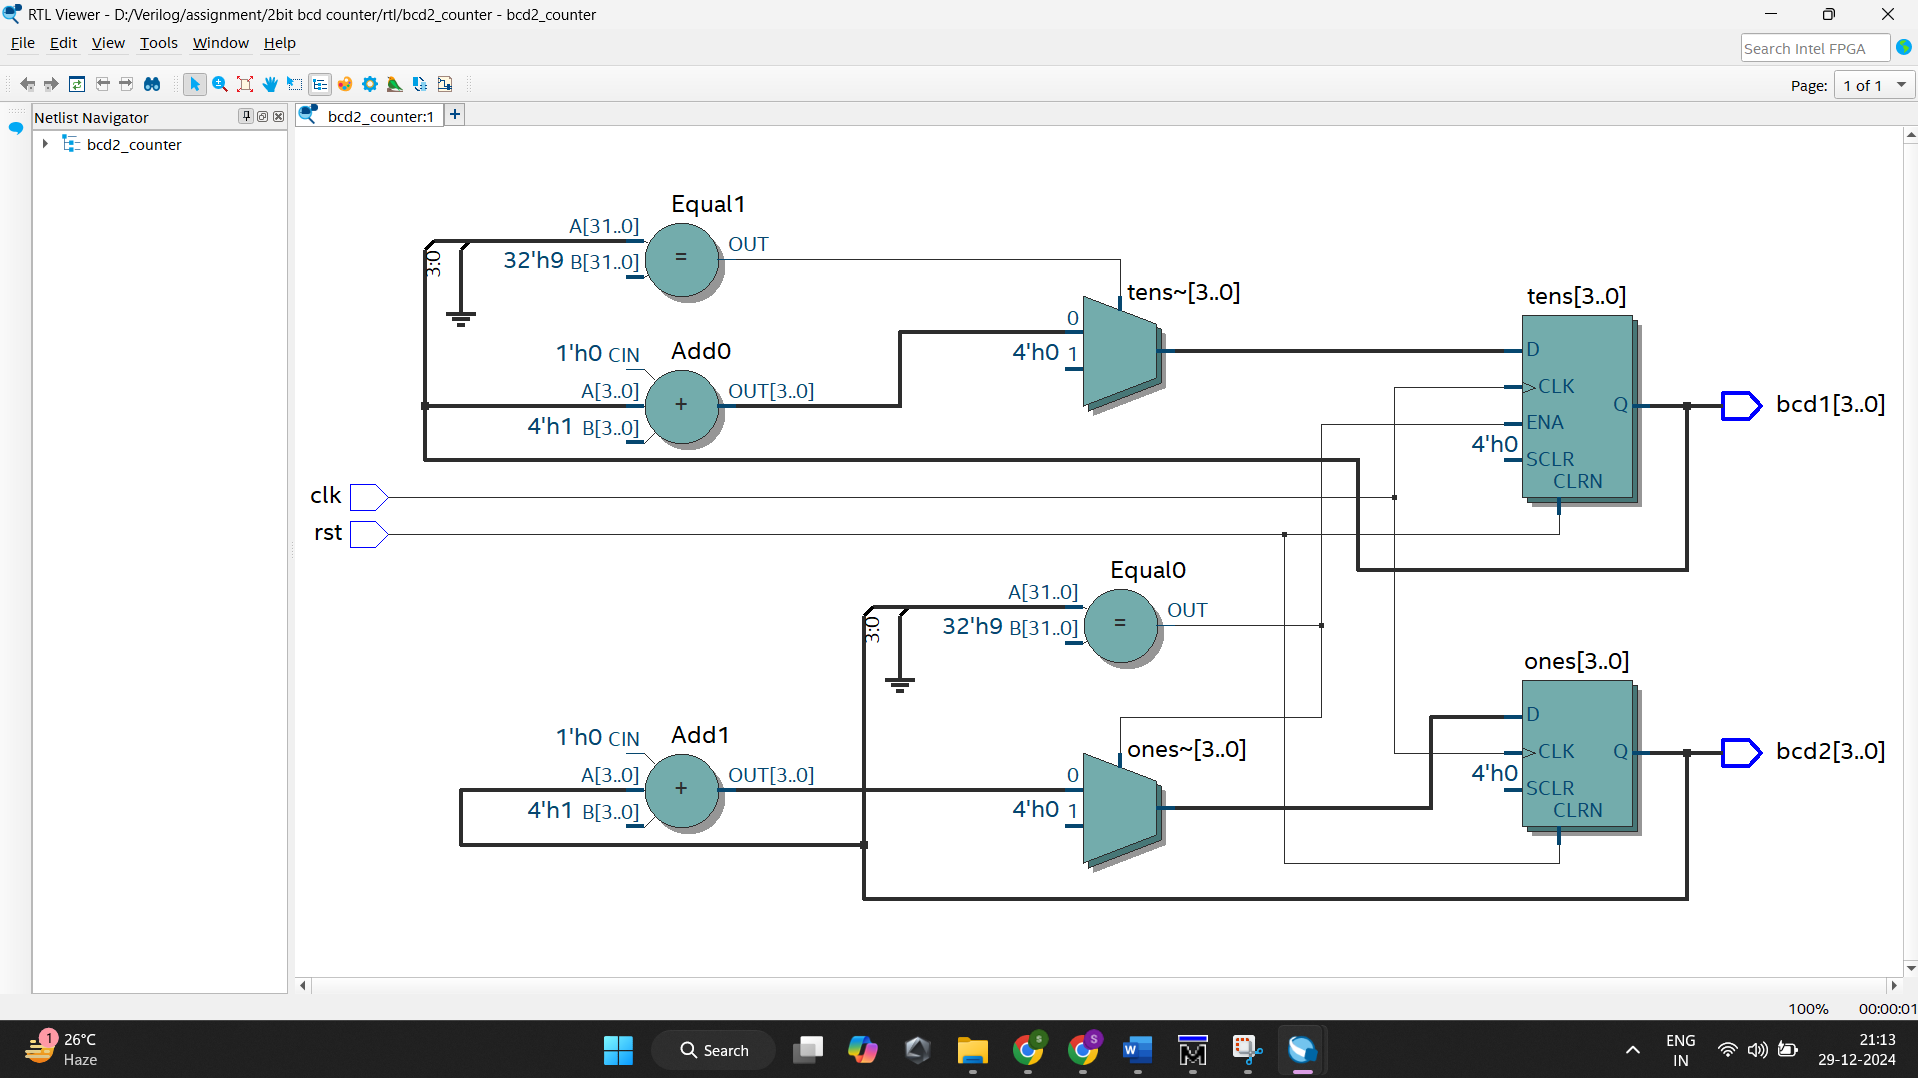 RTL Viewer - D:/Verilog/assignment/2bit bcd counter/rtl/bcd2_counter - bcd2_counter
File Edit View Tools Window Help
Search Intel FPGA
Page: 1 of 1
Netlist Navigator
bcd2_counter:1
+
bcd2_counter
Equal1
A[31..0]
OUT
3:0
32'h9 B[31..0]
=
tens~[3..0]
tens[3..0]
0
1'h0 CIN
Add0
4'h0 1
D
A[3..0]
OUT[3..0]
CLK
+
Q
bcd1[3..0]
4'h1 B[3..0]
ENA
4'h0
SCLR
CLRN
clk
rst
Equal0
A[31..0]
OUT
3:0
32'h9 B[31..0]
=
ones[3..0]
D
1'h0 CIN
Add1
ones~[3..0]
CLK
Q
bcd2[3..0]
A[3..0]
OUT[3..0]
0
4'h0
+
SCLR
4'h1 B[3..0]
4'h0 1
CLRN
100% 00:00:01
1
26°C
Haze
Search
S
S
W
M
ENG
IN
21:13
29-12-2024